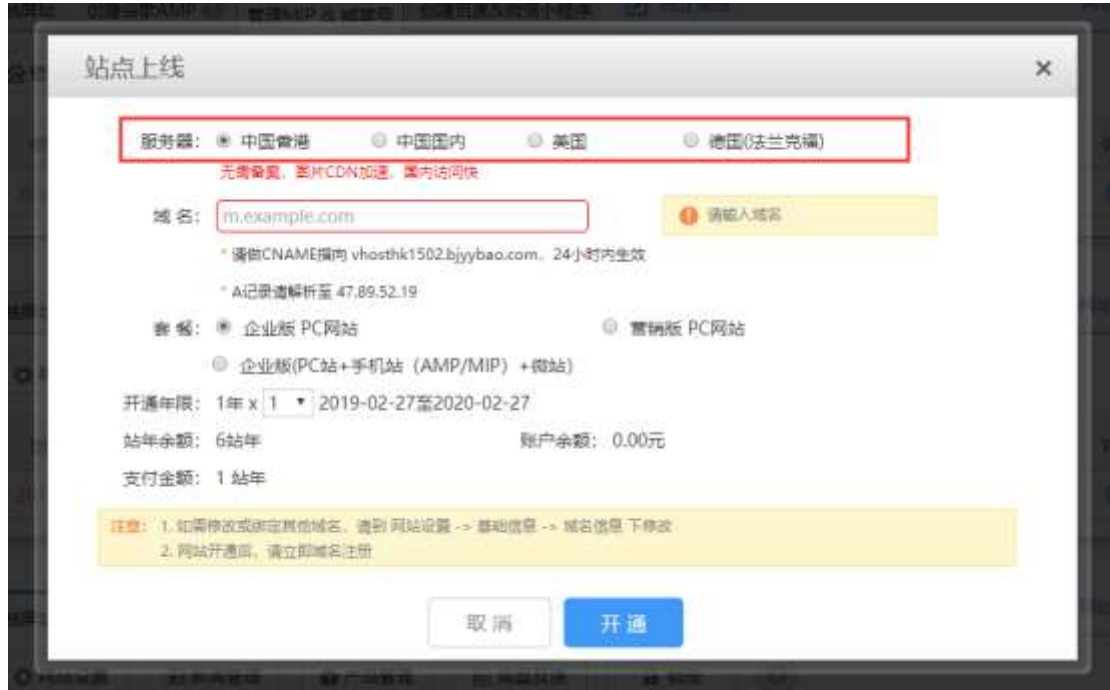 站点上线
×
服务器: 中国香港 中国国内 美国 德国(法兰克福)
无需备案, 图片CDN加速, 国内访问快
域 名: m.example.com 请输入域名
* 请做CNAME指向 vhosthk1502.bjyybao.com, 24小时内生效
* A记录请解析至 47.89.52.19
套 餐: 企业版 PC网站 营销版 PC网站
企业版(PC站+手机站 (AMP/MIP) +微站)
开通年限: 1年 x 1 2019-02-27至2020-02-27
站年余额: 6站年 账户余额: 0.00元
支付金额: 1 站年
注意: 1. 如需修改或绑定其他域名, 请到 网站设置 -> 基础信息 -> 域名信息 下修改
2. 网站开通后, 请立即域名注册
取 消 开 通